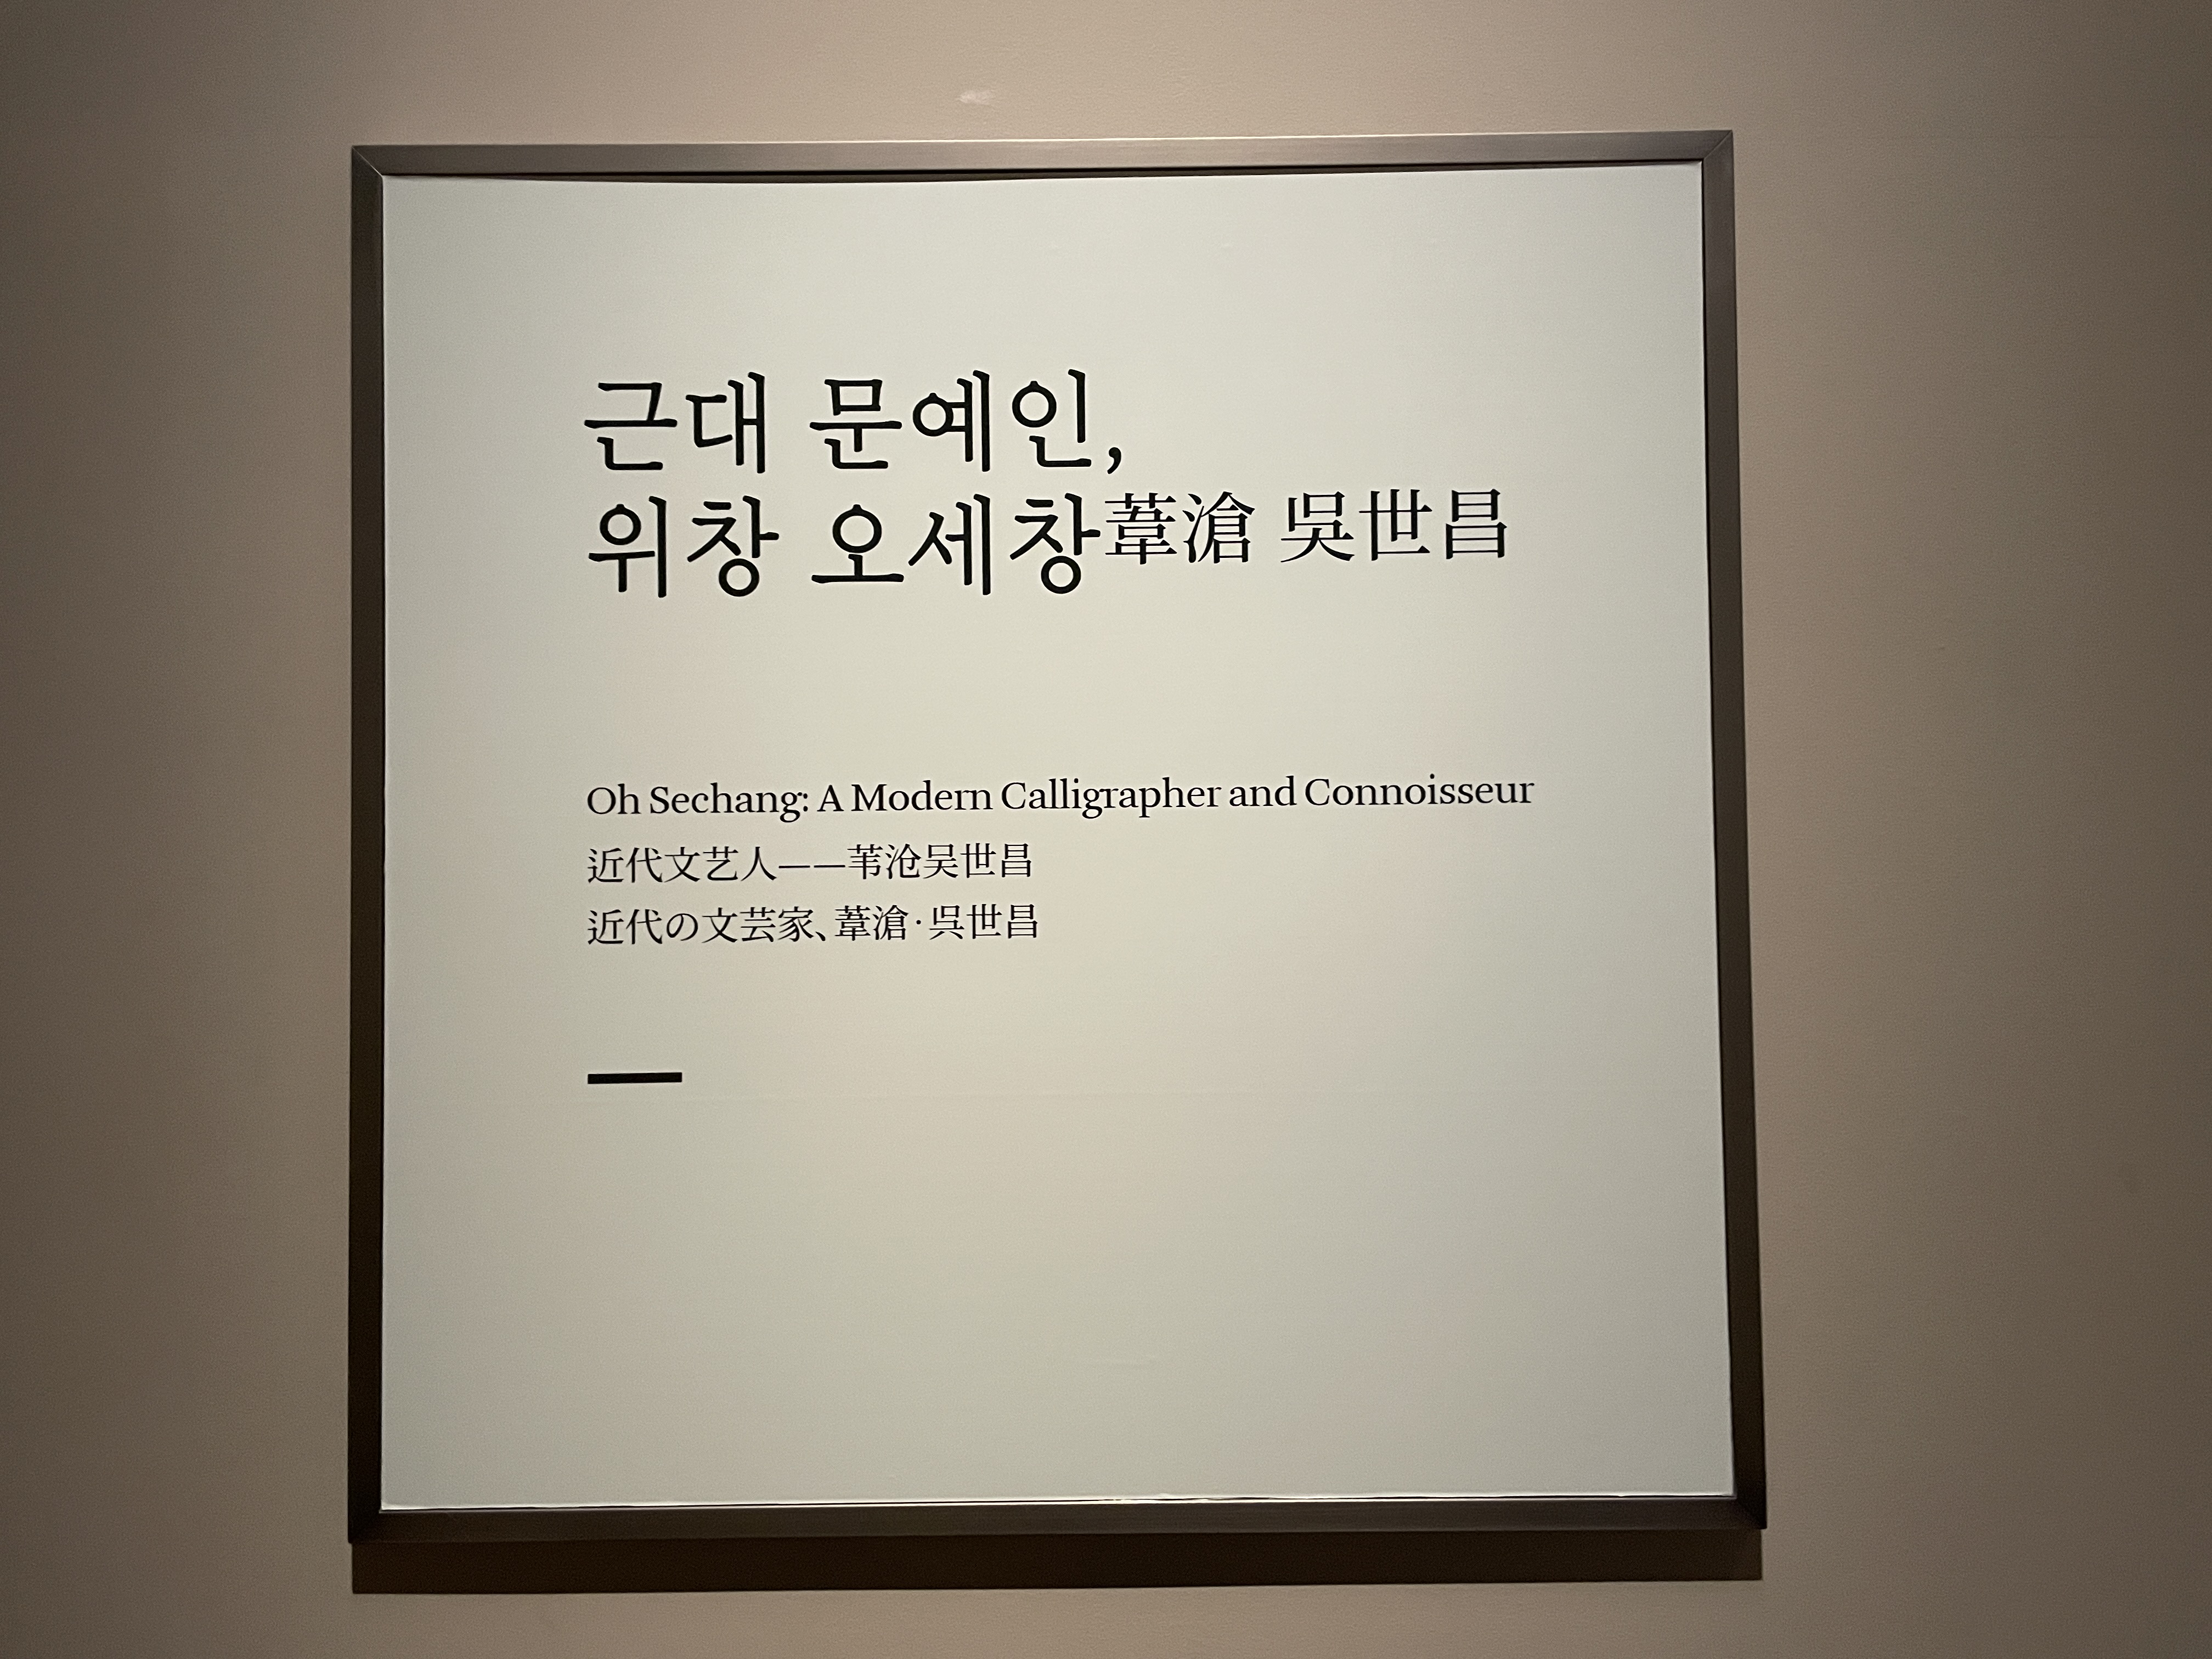 근대 문예인,
위창 오세창葦滄 吳世昌
Oh Sechang: A Modern Calligrapher and Connoisseur
近代文艺人——苇沧吴世昌
近代の文芸家、葦滄·呉世昌